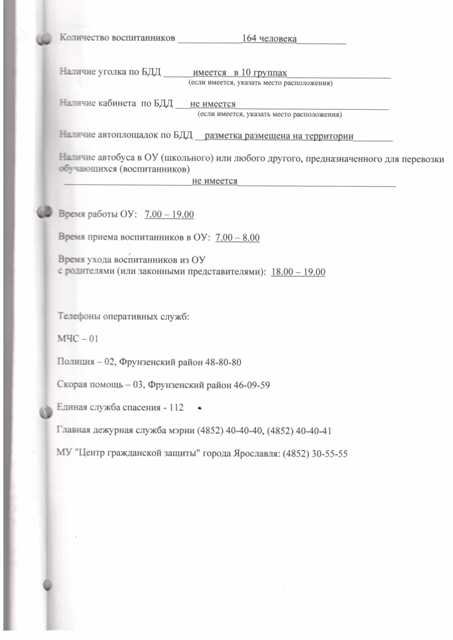 Количество воспитанников 164 человека
Наличие уголка по БДД имеется в 10 группах
(если имеется, указать место расположения)
Наличие кабинета по БДД не имеется
(если имеется, указать место расположения)
Наличие автоплощадок по БДД разметка размещена на территории
Наличие автобуса в ОУ (школьного) или любого другого, предназначенного для перевозки
обучающихся (воспитанников)
не имеется
Время работы ОУ: 7.00 – 19.00
Время приема воспитанников в ОУ: 7.00 – 8.00
Время ухода воспитанников из ОУ
с родителями (или законными представителями): 18.00 – 19.00
Телефоны оперативных служб:
МЧС – 01
Полиция – 02, Фрунзенский район 48-80-80
Скорая помощь – 03, Фрунзенский район 46-09-59
Единая служба спасения - 112
Главная дежурная служба мэрии (4852) 40-40-40, (4852) 40-40-41
МУ "Центр гражданской защиты" города Ярославля: (4852) 30-55-55